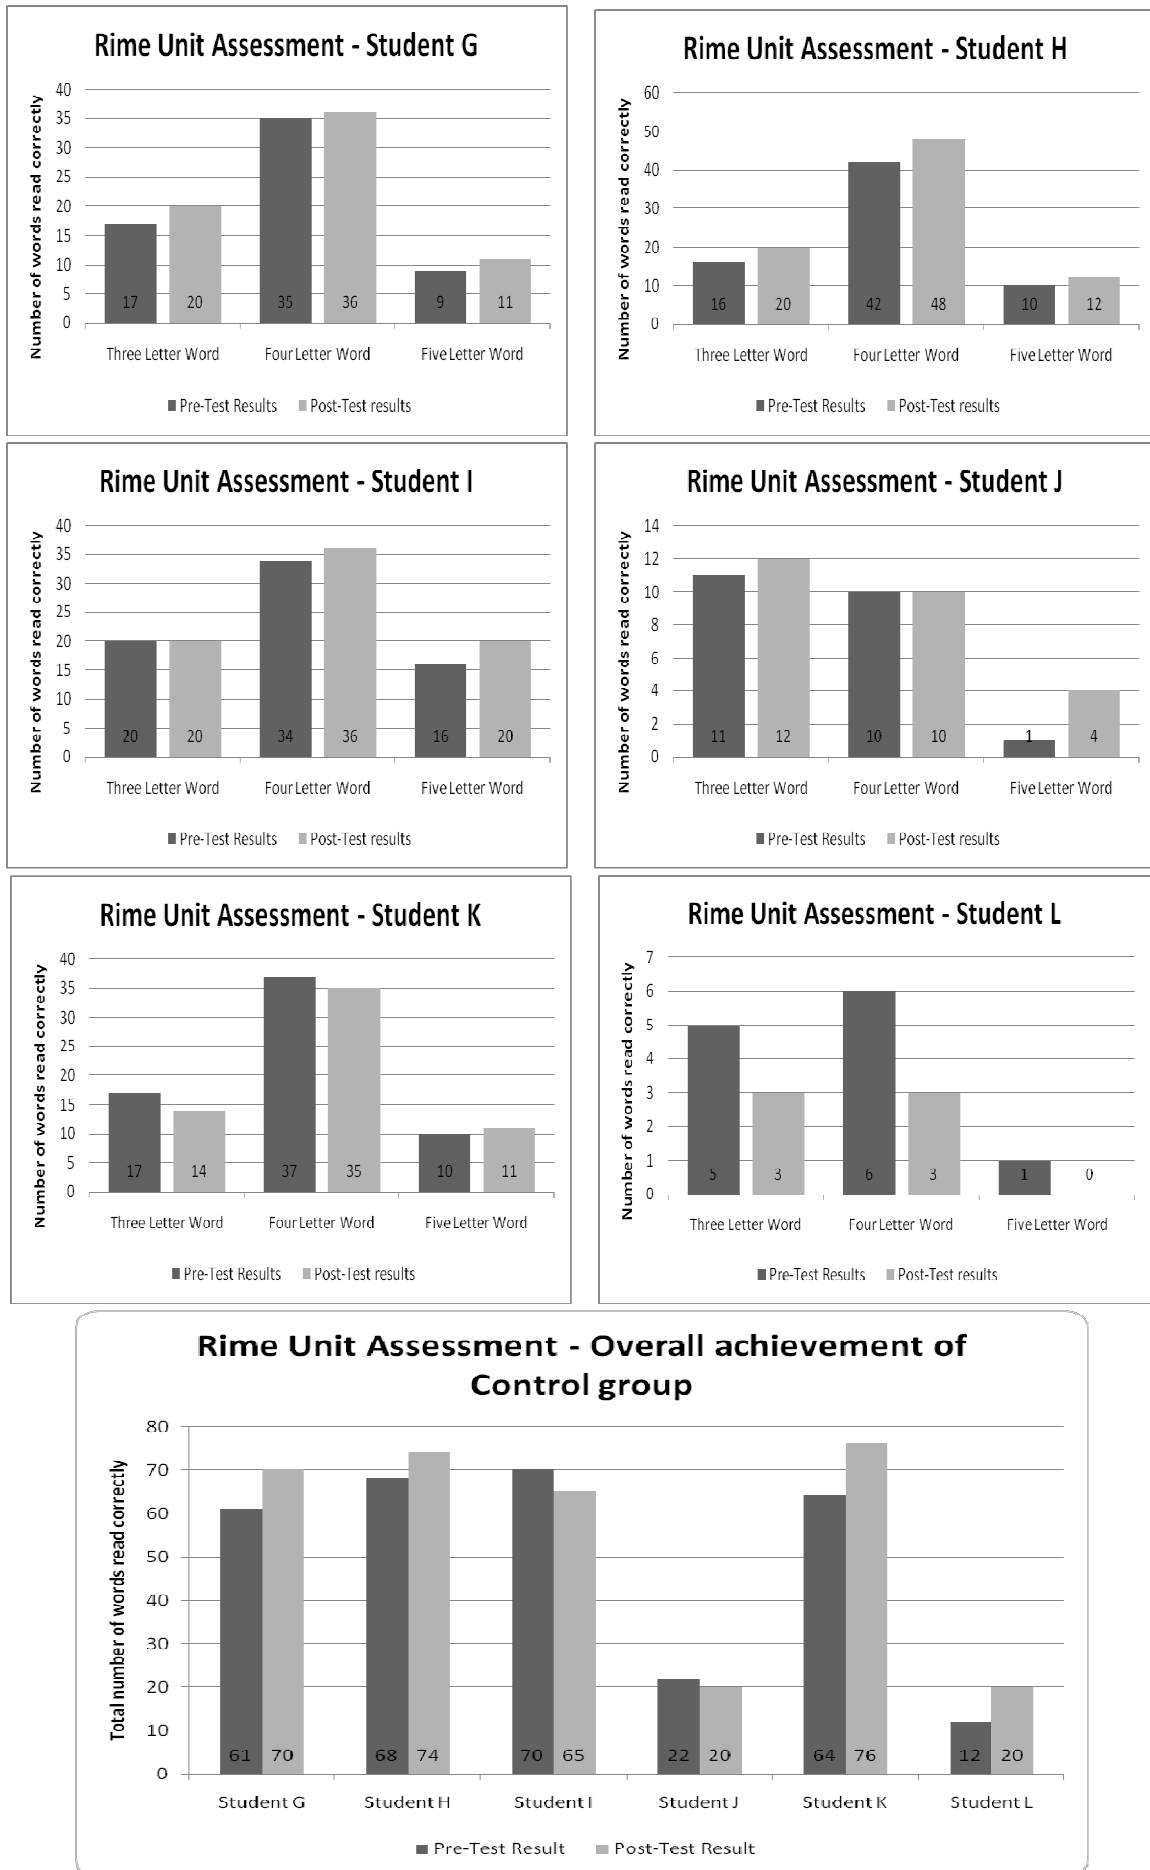 Rime Unit Assessment - Student G
Number of words read correctly
40
35
30
25
20
15
10
5
0
17 20 35 36 9 11
Three Letter Word Four Letter Word Five Letter Word
Pre-Test Results Post-Test results
Rime Unit Assessment - Student H
Number of words read correctly
60
50
40
30
20
10
0
16 20 42 48 10 12
Three Letter Word Four Letter Word Five Letter Word
Pre-Test Results Post-Test results
Rime Unit Assessment - Student I
Number of words read correctly
40
35
30
25
20
15
10
5
0
20 20 34 36 16 20
Three Letter Word Four Letter Word Five Letter Word
Pre-Test Results Post-Test results
Rime Unit Assessment - Student J
Number of words read correctly
14
12
10
8
6
4
2
0
11 12 10 10 1 4
Three Letter Word Four Letter Word Five Letter Word
Pre-Test Results Post-Test results
Rime Unit Assessment - Student K
Number of words read correctly
40
35
30
25
20
15
10
5
0
17 14 37 35 10 11
Three Letter Word Four Letter Word Five Letter Word
Pre-Test Results Post-Test results
Rime Unit Assessment - Student L
Number of words read correctly
7
6
5
4
3
2
1
0
5 3 6 3 1 0
Three Letter Word Four Letter Word Five Letter Word
Pre-Test Results Post-Test results
Rime Unit Assessment - Overall achievement of
Control group
Total number of words read correctly
80
70
60
50
40
30
20
10
0
61 70 68 74 70 65 22 20 64 76 12 20
Student G Student H Student I Student J Student K Student L
Pre-Test Result Post-Test Result